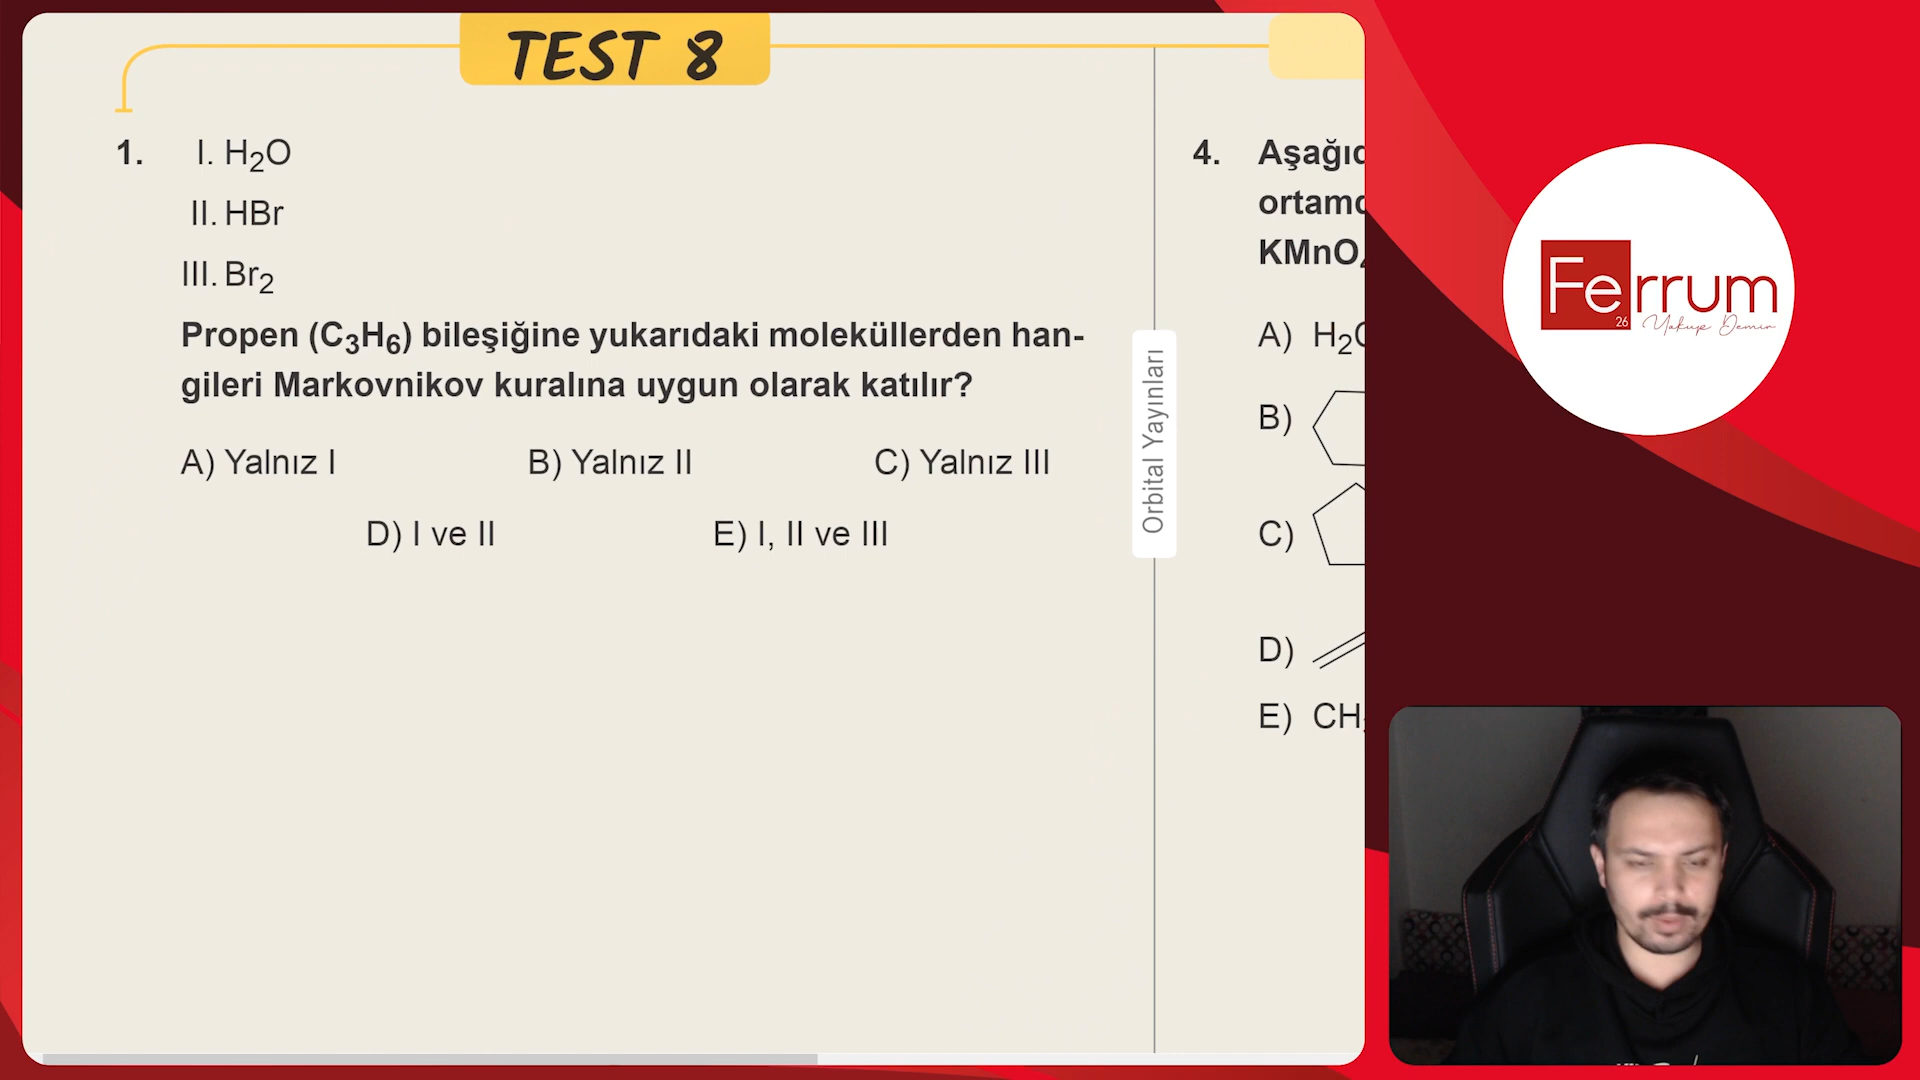 TEST 8
1. I. H₂O
II. HBr
III. Br₂
Propen (C₃H₆) bileşiğine yukarıdaki moleküllerden han-
gileri Markovnikov kuralına uygun olarak katılır?
A) Yalnız I B) Yalnız II C) Yalnız III
D) I ve II E) I, II ve III
Orbital Yayınları
4.
KMnO
A) H₂
B)
C)
D)
E) CH
Ferrum
26
Yakup Demir